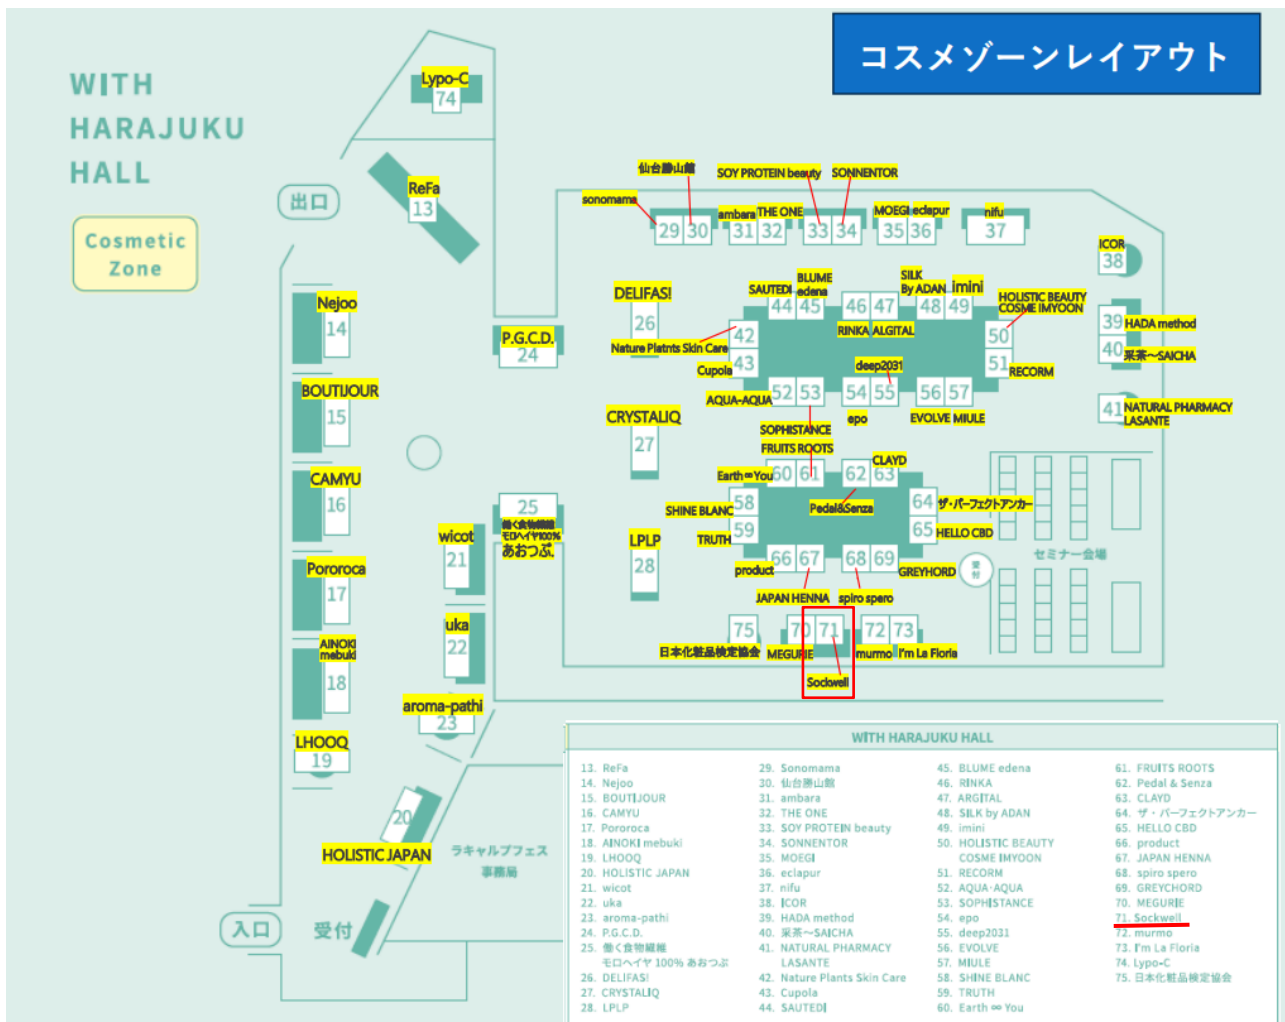 コスメゾーンレイアウト
WITH
HARAJUKU
HALL
Cosmetic
Zone
出口
Lypo-C
74
ReFa
13
Nejoo
14
BOUTIJOUR
15
CAMYU
16
Pororoca
17
AINOKI
mebuki
18
LHOOQ
19
20
HOLISTIC JAPAN
wicot
21
uka
22
aroma-pathi
23
P.G.C.D.
24
25
働く食物繊維
モロヘイヤ100%
あおつぶ.
DELIFAS!
26
CRYSTALIQ
27
LPLP
28
sonomama
仙台勝山館
29 30
ambara THE ONE
31 32
SOY PROTEIN beauty SONNENTOR
33 34
MOEGI eclapur
35 36
nifu
37
ICOR
38
39 HADA method
40 采茶～SAICHA
41 NATURAL PHARMACY
LASANTE
SAUTEDI BLUME
edena
44 45
46 47
RINKA ALGITAL
SILK
By ADAN imini
48 49
HOLISTIC BEAUTY
COSME IMYOON
50
51 RECORM
42
Nature Platnts Skin Care
43
Cupola
52 53
AQUA-AQUA
SOPHISTANCE
deep2031
54 55
epo
56 57
EVOLVE MIULE
FRUITS ROOTS
Earth∞You 60 61
CLAYD
62 63
Pedal&Senza
58
SHINE BLANC
59
TRUTH
64 ザ・パーフェクトアンカー
65 HELLO CBD
66 67
product
JAPAN HENNA
68 69
spiro spero
GREYHORD
受付
セミナー会場
75
日本化粧品検定協会
70 71
MEGURIE
Sockwell
72 73
murmo I'm La Floria
ラキャルプフェス
事務局
入口
受付
WITH HARAJUKU HALL
13. ReFa
14. Nejoo
15. BOUTIJOUR
16. CAMYU
17. Pororoca
18. AINOKI mebuki
19. LHOOQ
20. HOLISTIC JAPAN
21. wicot
22. uka
23. aroma-pathi
24. P.G.C.D.
25.働く食物繊維
モロヘイヤ 100% あおつぶ
26. DELIFAS!
27. CRYSTALIQ
28. LPLP
29. Sonomama
30. 仙台勝山館
31. ambara
32. THE ONE
33. SOY PROTEIN beauty
34. SONNENTOR
35. MOEGI
36. eclapur
37. nifu
38. ICOR
39. HADA method
40. 采茶〜SAICHA
41. NATURAL PHARMACY
LASANTE
42. Nature Plants Skin Care
43. Cupola
44. SAUTEDI
45. BLUME edena
46. RINKA
47. ARGITAL
48. SILK by ADAN
49. imini
50. HOLISTIC BEAUTY
COSME IMYOON
51. RECORM
52. AQUA·AQUA
53. SOPHISTANCE
54. epo
55. deep2031
56. EVOLVE
57. MIULE
58. SHINE BLANC
59. TRUTH
60. Earth ∞ You
61. FRUITS ROOTS
62. Pedal & Senza
63. CLAYD
64. ザ・パーフェクトアンカー
65. HELLO CBD
66. product
67. JAPAN HENNA
68. spiro spero
69. GREYCHORD
70. MEGURIE
71. Sockwell
72. murmo
73. I'm La Floria
74. Lypo-C
75. 日本化粧品検定協会